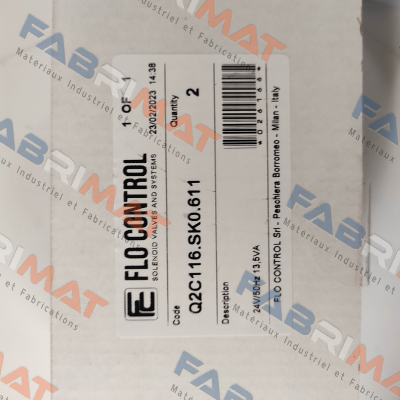 FLO CONTROL
SOLENOID VALVES AND SYSTEMS
1 OF 1
23/02/2023 14:38
Code
Q2C116.SK0.611
Quantity
2
Description
24V/50Hz 13,5VA
FLO CONTROL Srl - Peschiera Borromeo - Milan - Italy
FABRIMAT
Materiaux Industriel et Fabrications